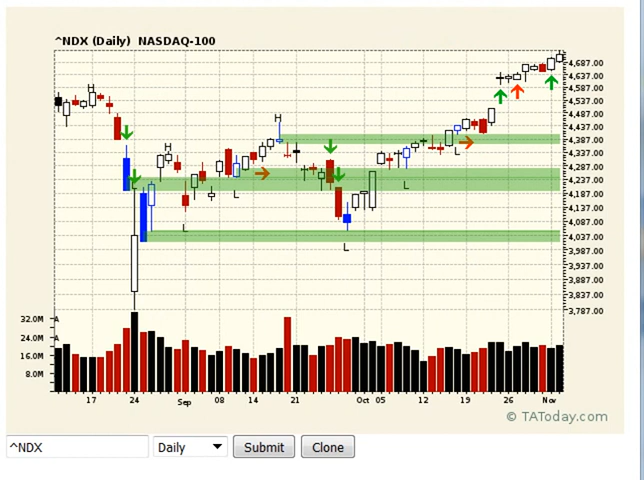 ^NDX (Daily) NASDAQ-100
H
H
H
L
L
L
L
L
4,687.00
4,637.00
4,587.00
4,537.00
4,487.00
4,437.00
4,387.00
4,337.00
4,287.00
4,237.00
4,187.00
4,137.00
4,087.00
4,037.00
3,987.00
3,937.00
3,887.00
3,837.00
3,787.00
32.0M A
24.0M A
16.0M
8.0M
17 24 Sep 08 14 21 Oct 05 12 19 26 Nov
© TAToday.com
^NDX Daily Submit Clone